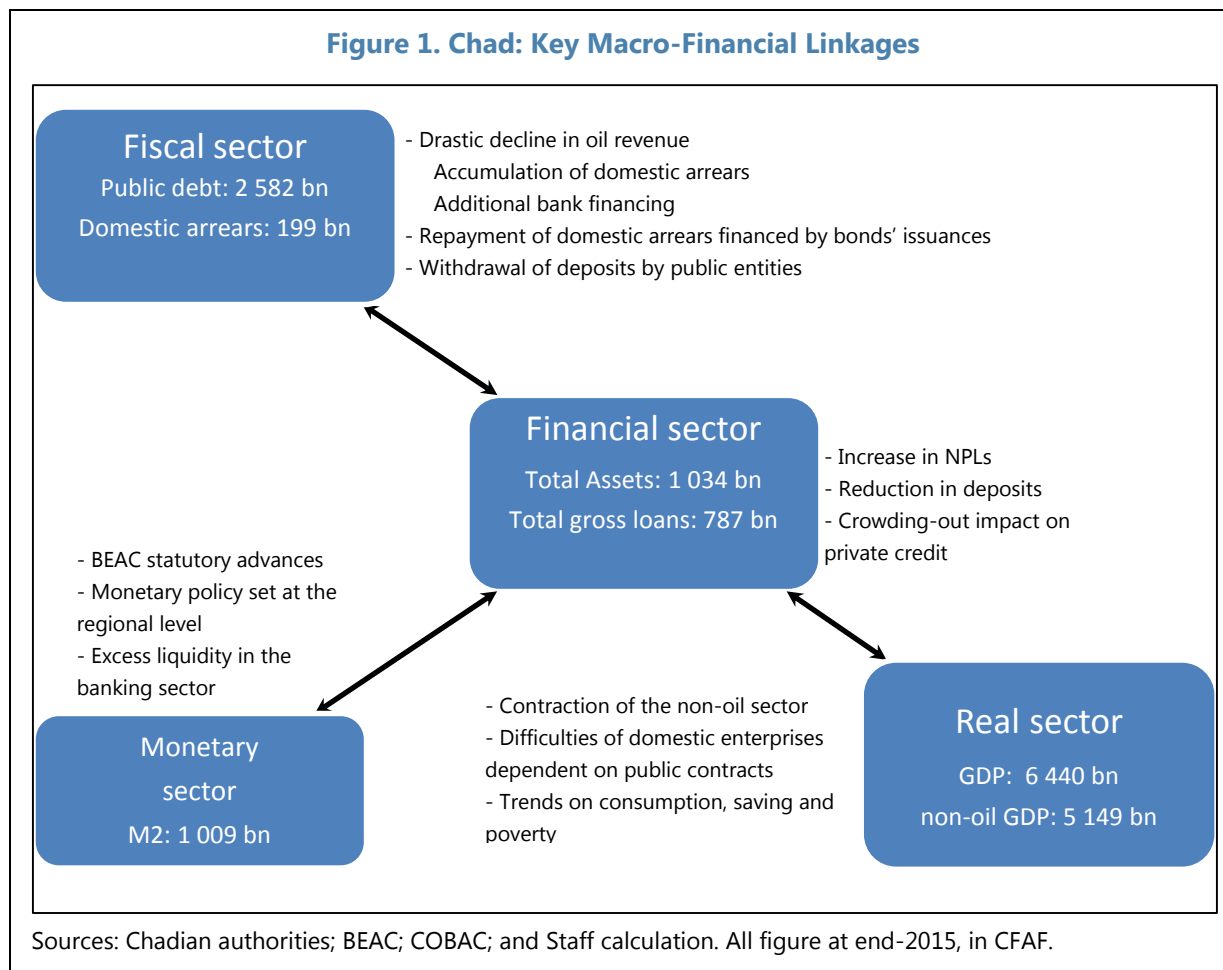 Figure 1. Chad: Key Macro-Financial Linkages
Fiscal sector
Public debt: 2 582 bn
Domestic arrears: 199 bn
- Drastic decline in oil revenue
Accumulation of domestic arrears
Additional bank financing
- Repayment of domestic arrears financed by bonds’ issuances
- Withdrawal of deposits by public entities
Financial sector
Total Assets: 1 034 bn
Total gross loans: 787 bn
- Increase in NPLs
- Reduction in deposits
- Crowding-out impact on
private credit
- BEAC statutory advances
- Monetary policy set at the
regional level
- Excess liquidity in the
banking sector
Monetary
sector
M2: 1 009 bn
- Contraction of the non-oil sector
- Difficulties of domestic enterprises
dependent on public contracts
- Trends on consumption, saving and
poverty
Real sector
GDP: 6 440 bn
non-oil GDP: 5 149 bn
Sources: Chadian authorities; BEAC; COBAC; and Staff calculation. All figure at end-2015, in CFAF.